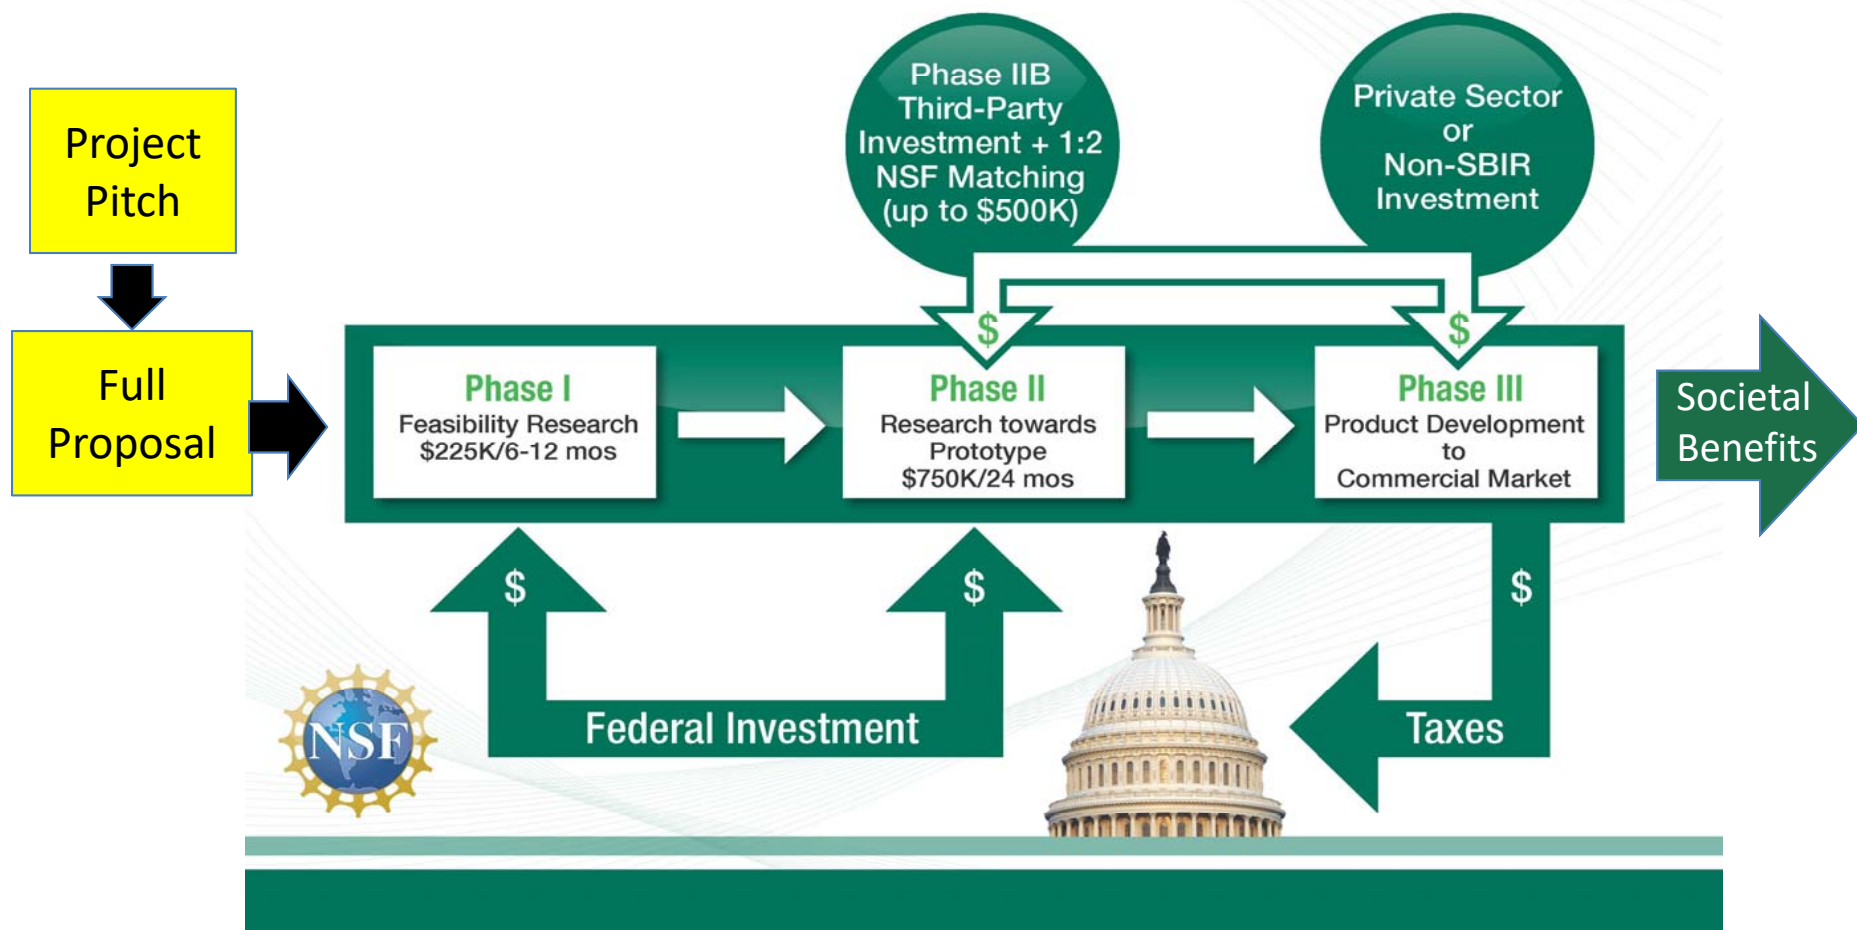 Project
Pitch
Full
Proposal
Phase IIB
Third-Party
Investment + 1:2
NSF Matching
(up to $500K)
Private Sector
or
Non-SBIR
Investment
$
$
Phase I
Feasibility Research
$225K/6-12 mos
Phase II
Research towards
Prototype
$750K/24 mos
Phase III
Product Development
to
Commercial Market
Societal
Benefits
$
$
$
Federal Investment
Taxes
NSF